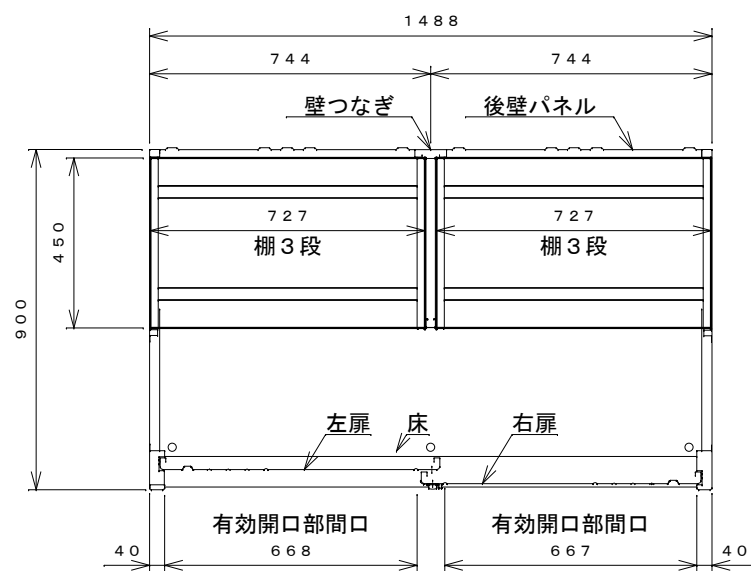 1488
744 744
壁つなぎ 後壁パネル
727 727
棚3段 棚3段
450
900
左扉 床 右扉
有効開口部間口 有効開口部間口
40 668 667 40